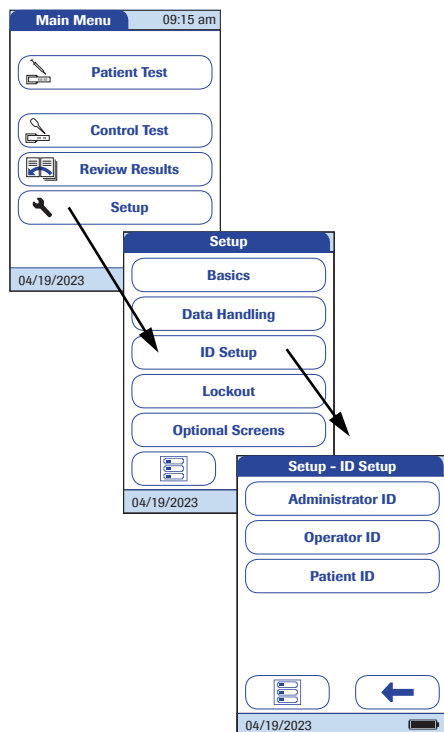 Main Menu 09:15 am
Patient Test
Control Test
Review Results
Setup
04/19/2023
Setup
Basics
Data Handling
ID Setup
Lockout
Optional Screens
04/19/2023
Setup - ID Setup
Administrator ID
Operator ID
Patient ID
04/19/2023